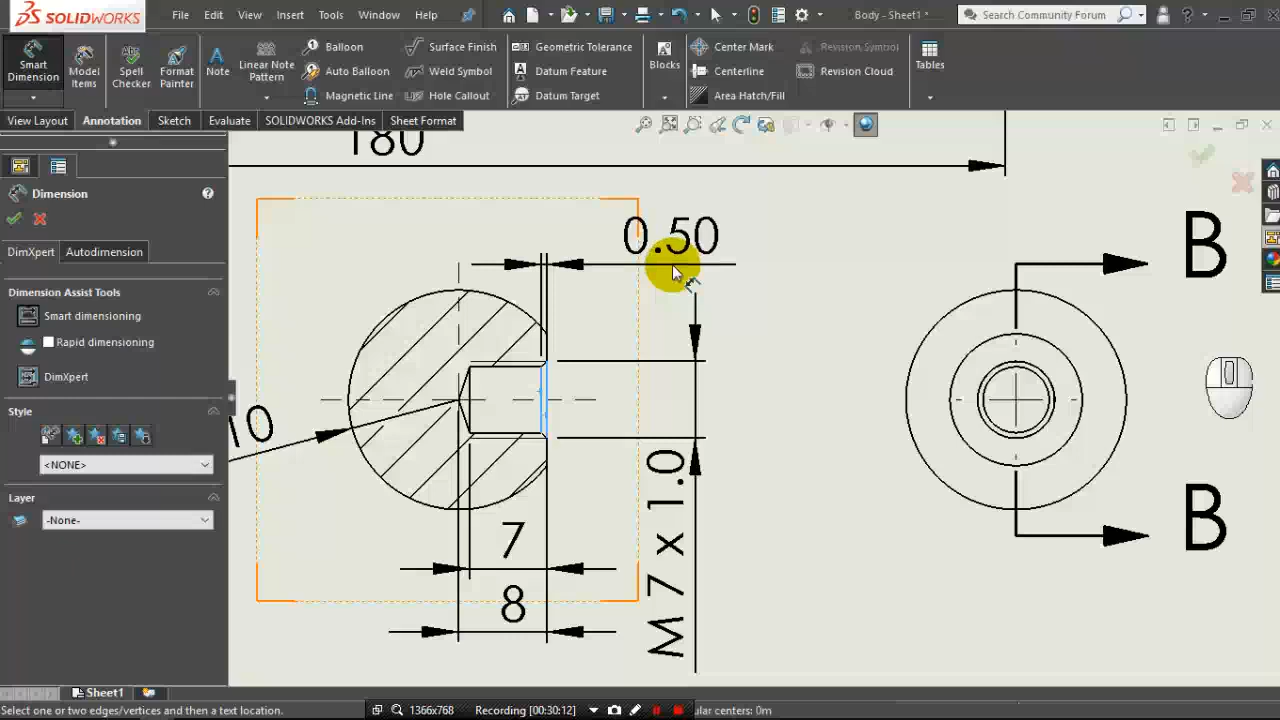 SOLIDWORKS
File Edit View Insert Tools Window Help
Body - Sheet1 *
Search Community Forum
?
Smart Dimension
Model Items
Spell Checker
Format Painter
Note
Linear Note Pattern
Balloon
Auto Balloon
Magnetic Line
Surface Finish
Weld Symbol
Hole Callout
Geometric Tolerance
Datum Feature
Datum Target
Blocks
Center Mark
Centerline
Area Hatch/Fill
Revision Symbol
Revision Cloud
Tables
View Layout Annotation Sketch Evaluate SOLIDWORKS Add-Ins Sheet Format
Dimension
DimXpert Autodimension
Dimension Assist Tools
Smart dimensioning
Rapid dimensioning
DimXpert
Style
<NONE>
Layer
-None-
180
0.50
10
7
8
M 7 x 1.0
B
B
Sheet1
Select one or two edges/vertices and then a text location.
1366x768
Recording [00:30:12]
ular centers: 0m